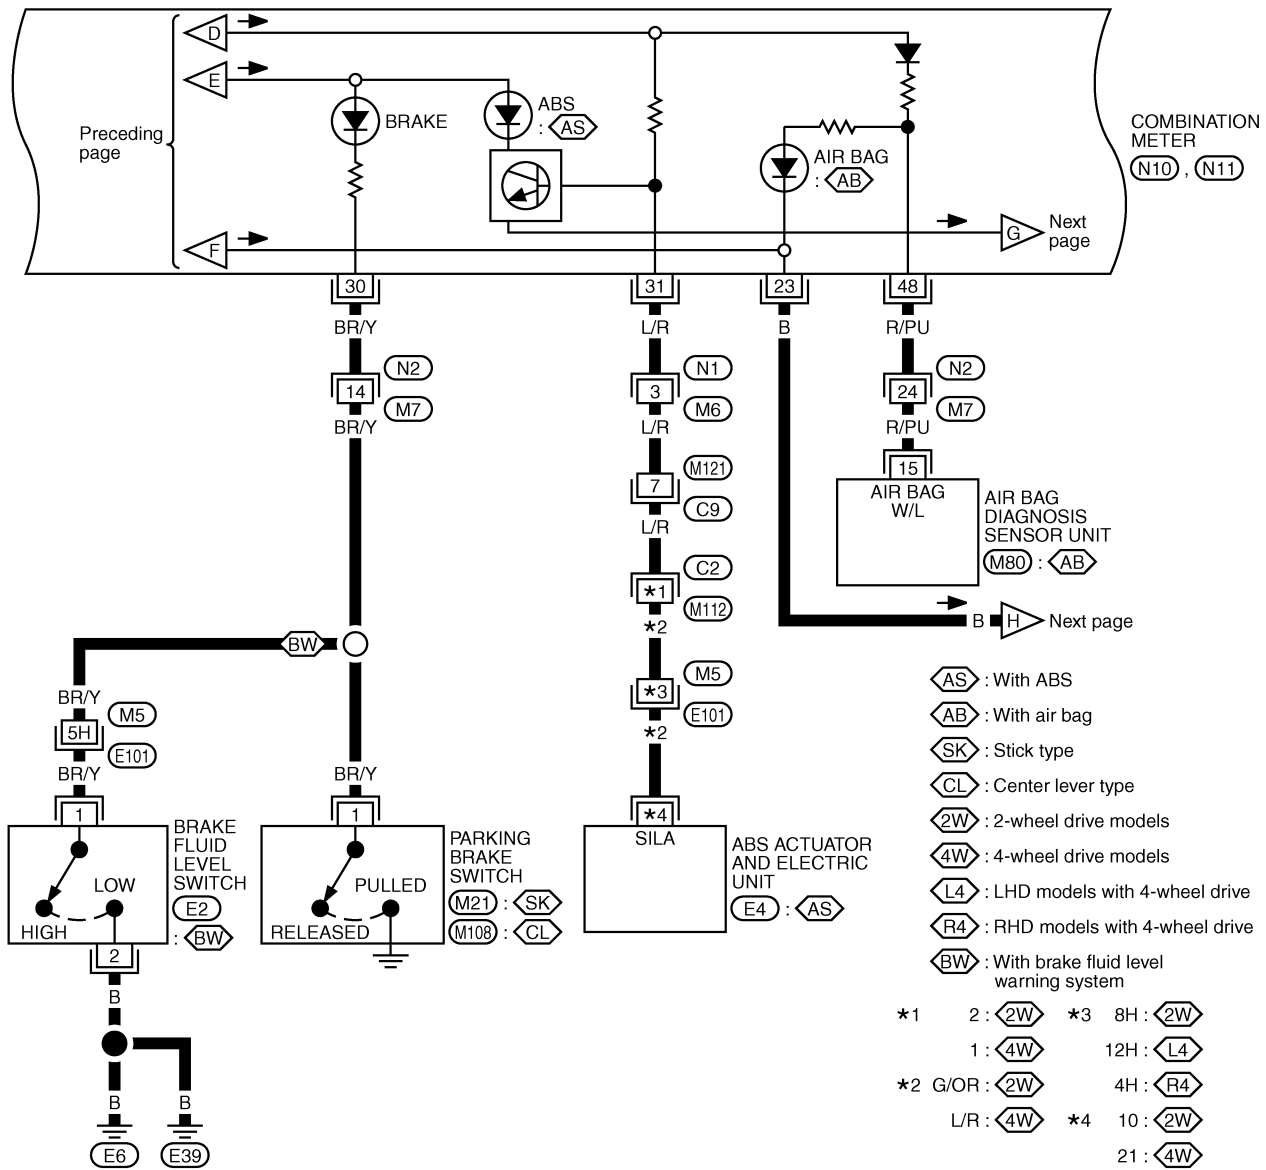 D
E
BRAKE
ABS
: AS
Preceding
page
AIR BAG
: AB
COMBINATION
METER
N10 , N11
F
G
Next
page
30
31
23
48
BR/Y
L/R
B
R/PU
N2
N1
N2
14
3
24
M7
M6
M7
BR/Y
L/R
R/PU
M121
7
15
C9
AIR BAG
W/L
L/R
AIR BAG
DIAGNOSIS
SENSOR UNIT
M80 : AB
C2
*1
M112
*2
B
H
Next page
BW
M5
*3
E101
*2
BR/Y
M5
5H
E101
BR/Y
BR/Y
1
1
*4
BRAKE
FLUID
LEVEL
SWITCH
E2
: BW
LOW
HIGH
PARKING
BRAKE
SWITCH
M21 : SK
M108 : CL
PULLED
RELEASED
SILA
ABS ACTUATOR
AND ELECTRIC
UNIT
E4 : AS
2
B
B
B
E6
E39
AS : With ABS
AB : With air bag
SK : Stick type
CL : Center lever type
2W : 2-wheel drive models
4W : 4-wheel drive models
L4 : LHD models with 4-wheel drive
R4 : RHD models with 4-wheel drive
BW : With brake fluid level
warning system
*1 2 : 2W
1 : 4W
*2 G/OR : 2W
L/R : 4W
*3 8H : 2W
12H : L4
4H : R4
*4 10 : 2W
21 : 4W